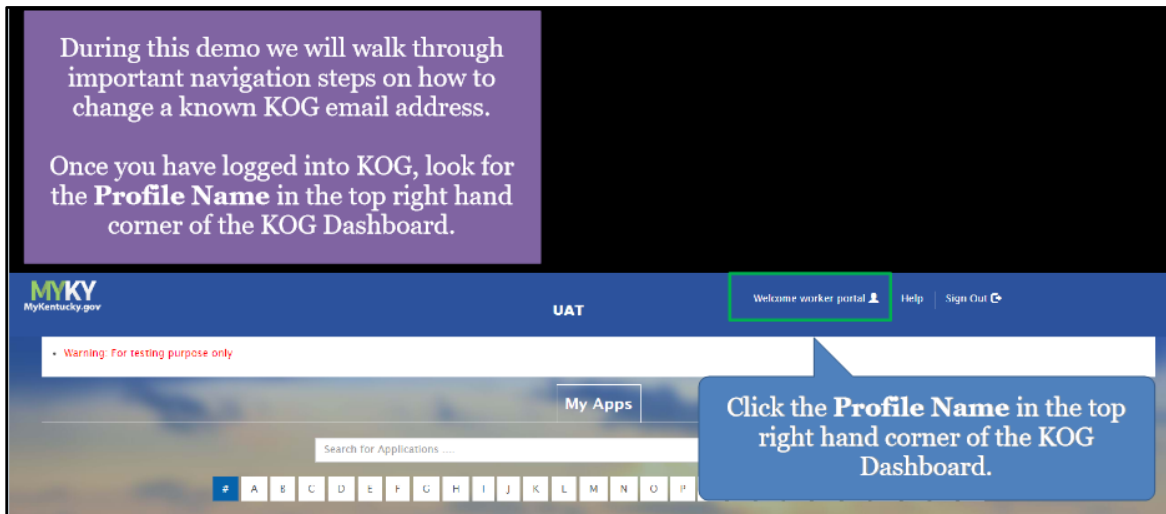 During this demo we will walk through
important navigation steps on how to
change a known KOG email address.
Once you have logged into KOG, look for
the Profile Name in the top right hand
corner of the KOG Dashboard.
MYKY
MyKentucky.gov
UAT
Welcome worker portal
Help
Sign Out
Warning: For testing purpose only
My Apps
Click the Profile Name in the top
right hand corner of the KOG
Dashboard.
Search for Applications ....
# A B C D E F G H I J K L M N O P